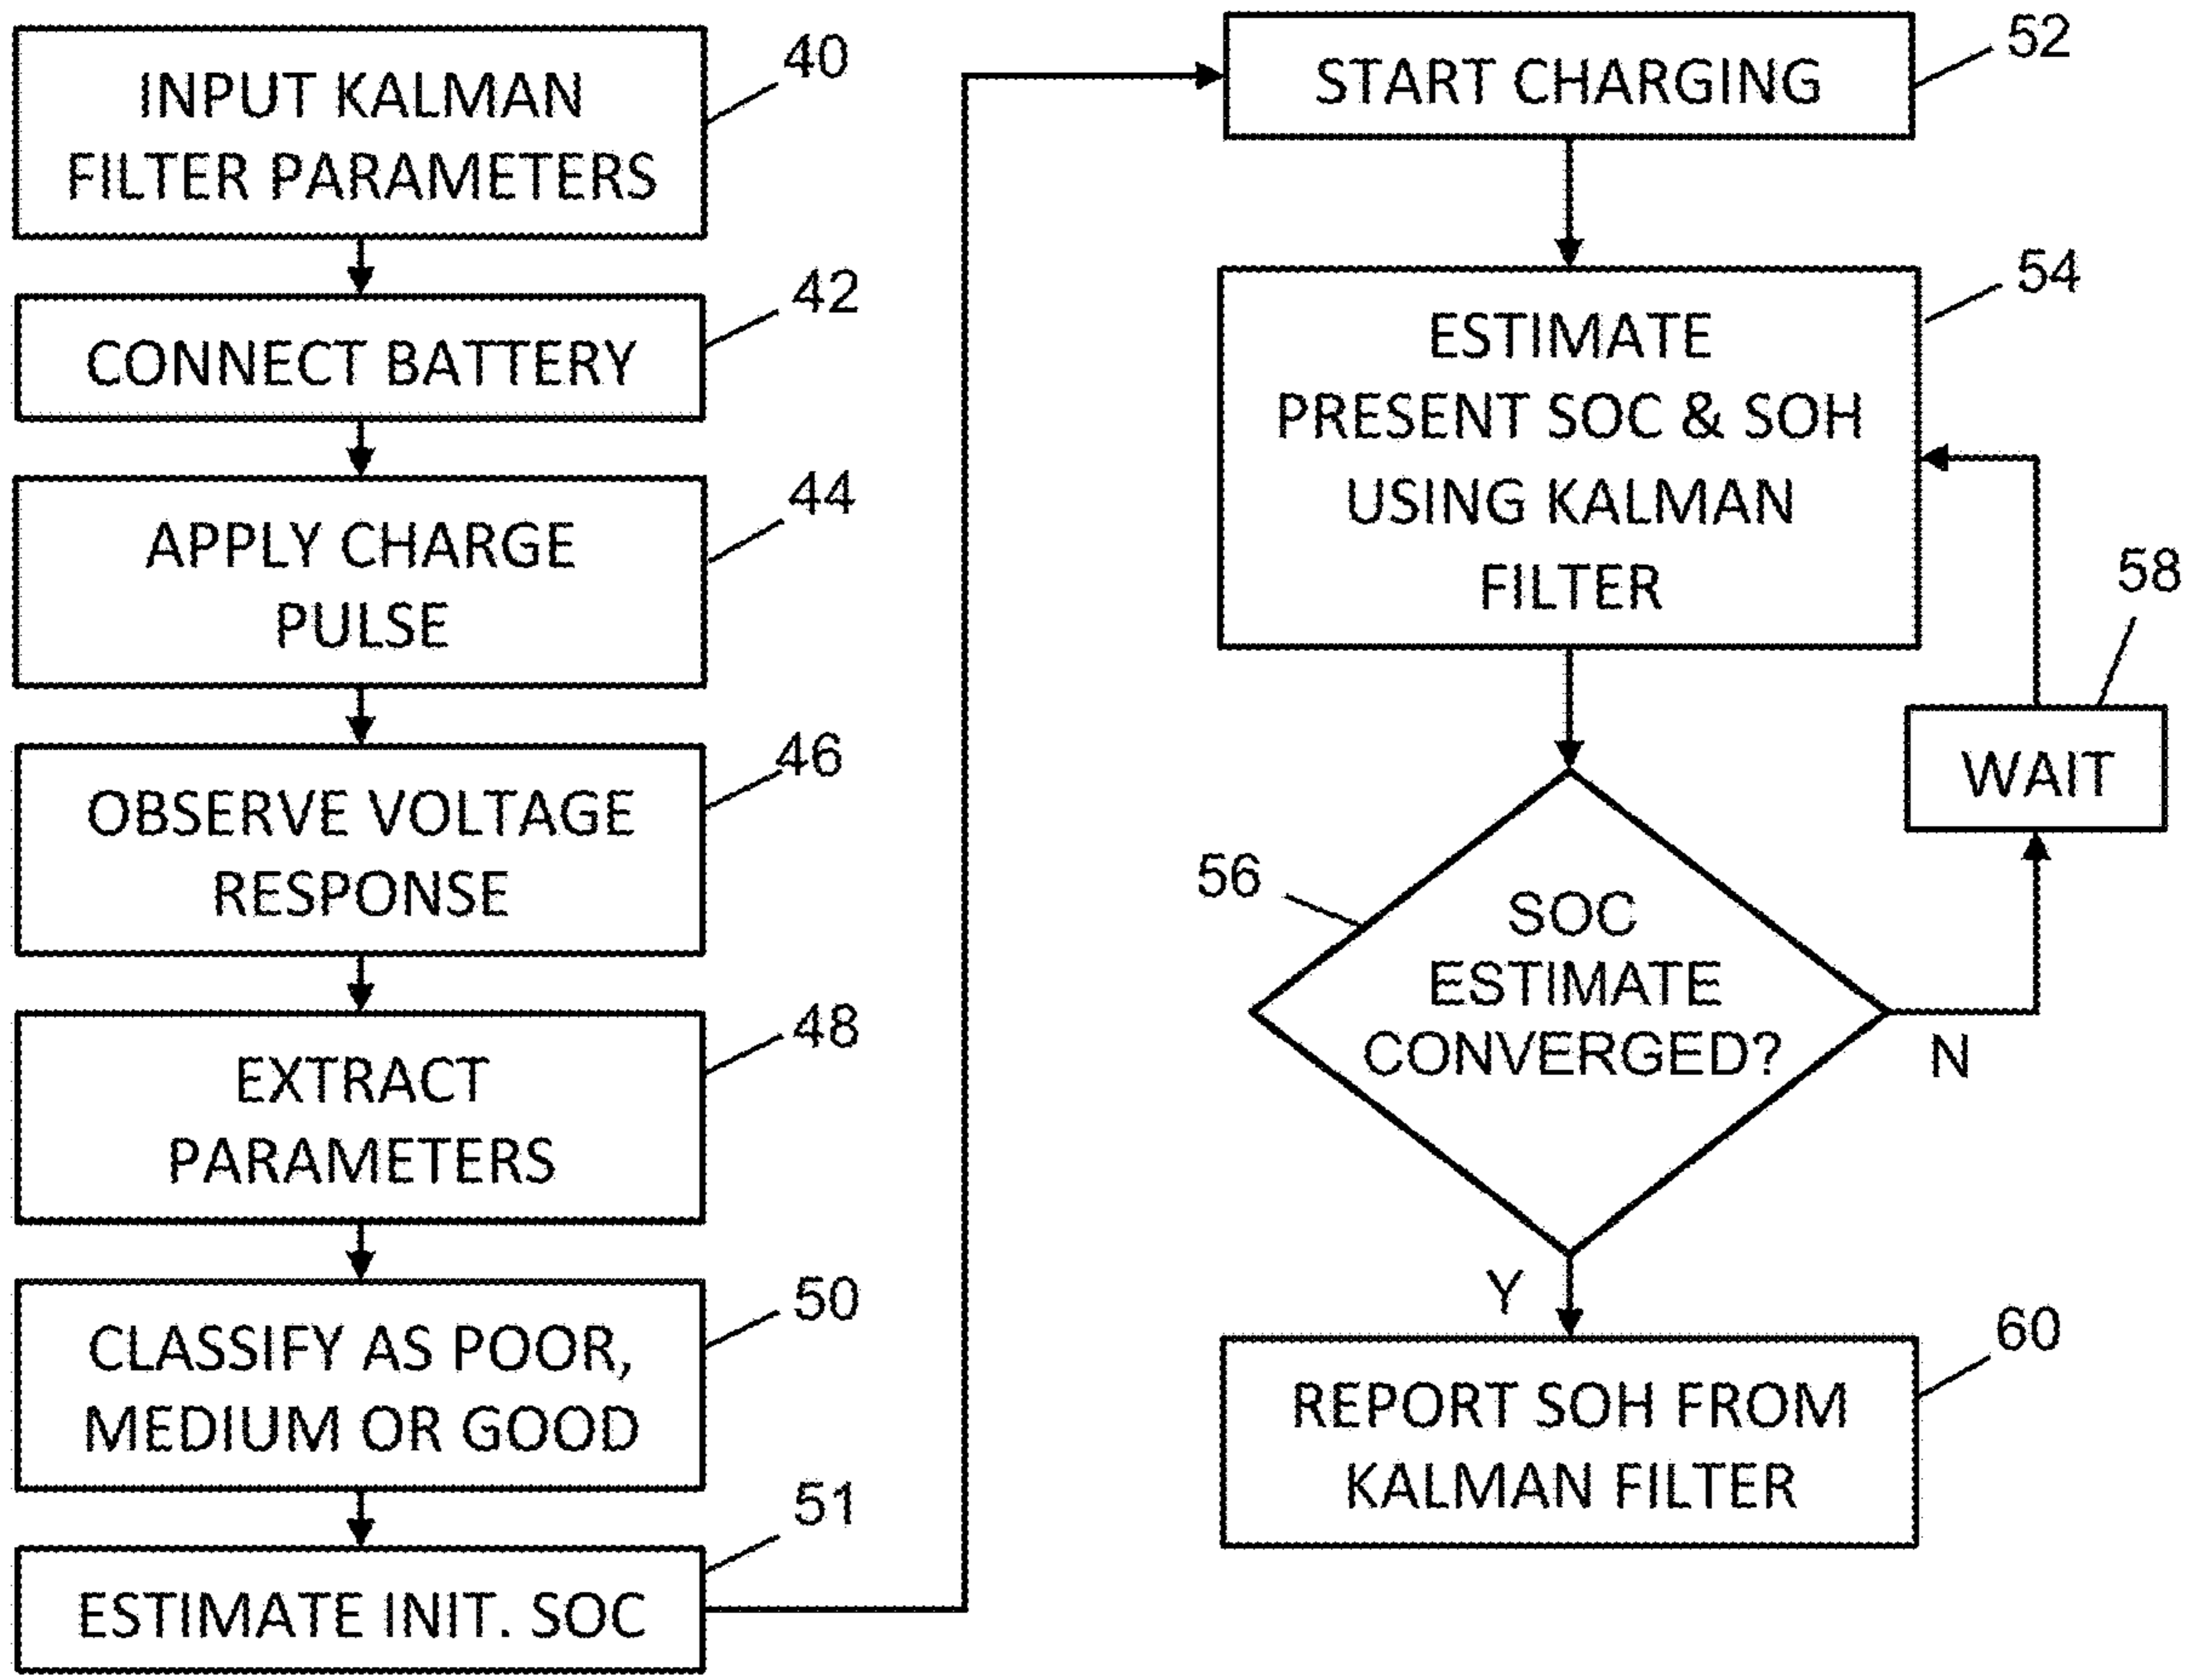 INPUT KALMAN
FILTER PARAMETERS
40
CONNECT BATTERY
42
APPLY CHARGE
PULSE
44
OBSERVE VOLTAGE
RESPONSE
46
EXTRACT
PARAMETERS
48
CLASSIFY AS POOR,
MEDIUM OR GOOD
50
ESTIMATE INIT. SOC
51
START CHARGING
52
ESTIMATE
PRESENT SOC & SOH
USING KALMAN
FILTER
54
SOC
ESTIMATE
CONVERGED?
56
N
WAIT
58
Y
REPORT SOH FROM
KALMAN FILTER
60